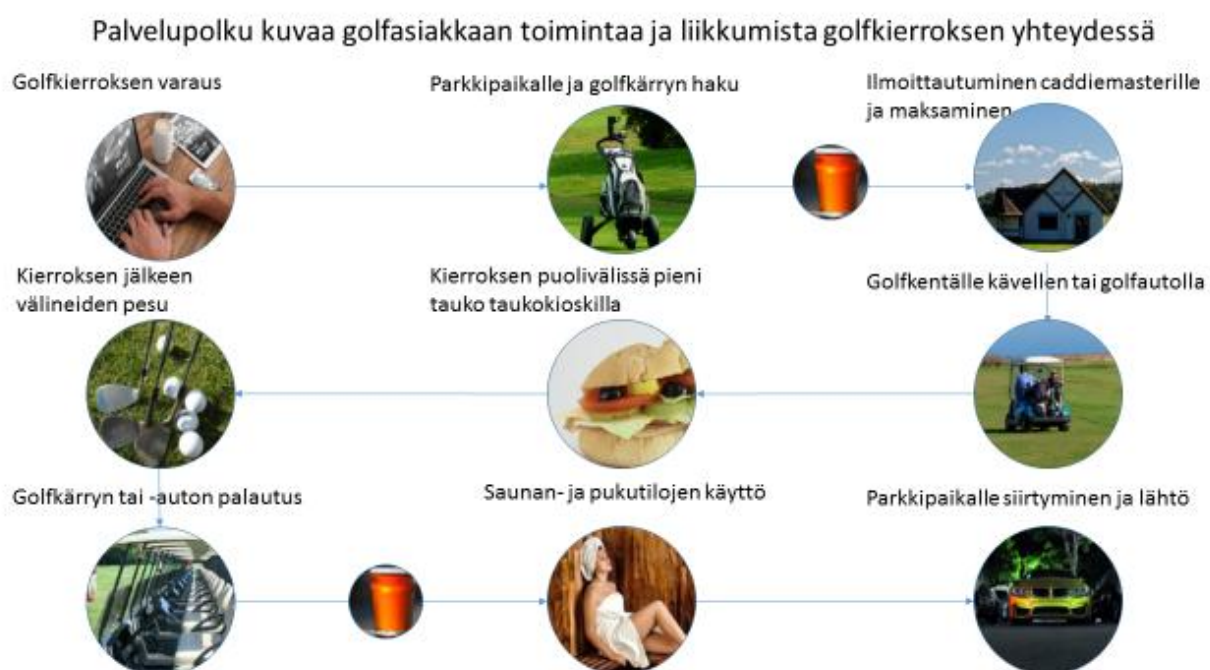 Palvelupolku kuvaa golfasiakkaan toimintaa ja liikkumista golfkierroksen yhteydessä
Golfkierroksen varaus
Parkkipaikalle ja golfkärryn haku
Ilmoittautuminen caddiemasterille
ja maksaminen
Kierroksen jälkeen
välineiden pesu
Kierroksen puolivälissä pieni
tauko taukokioskilla
Golfkentälle kävellen tai golfautolla
Golfkärryn tai -auton palautus
Saunan- ja pukutilojen käyttö
Parkkipaikalle siirtyminen ja lähtö